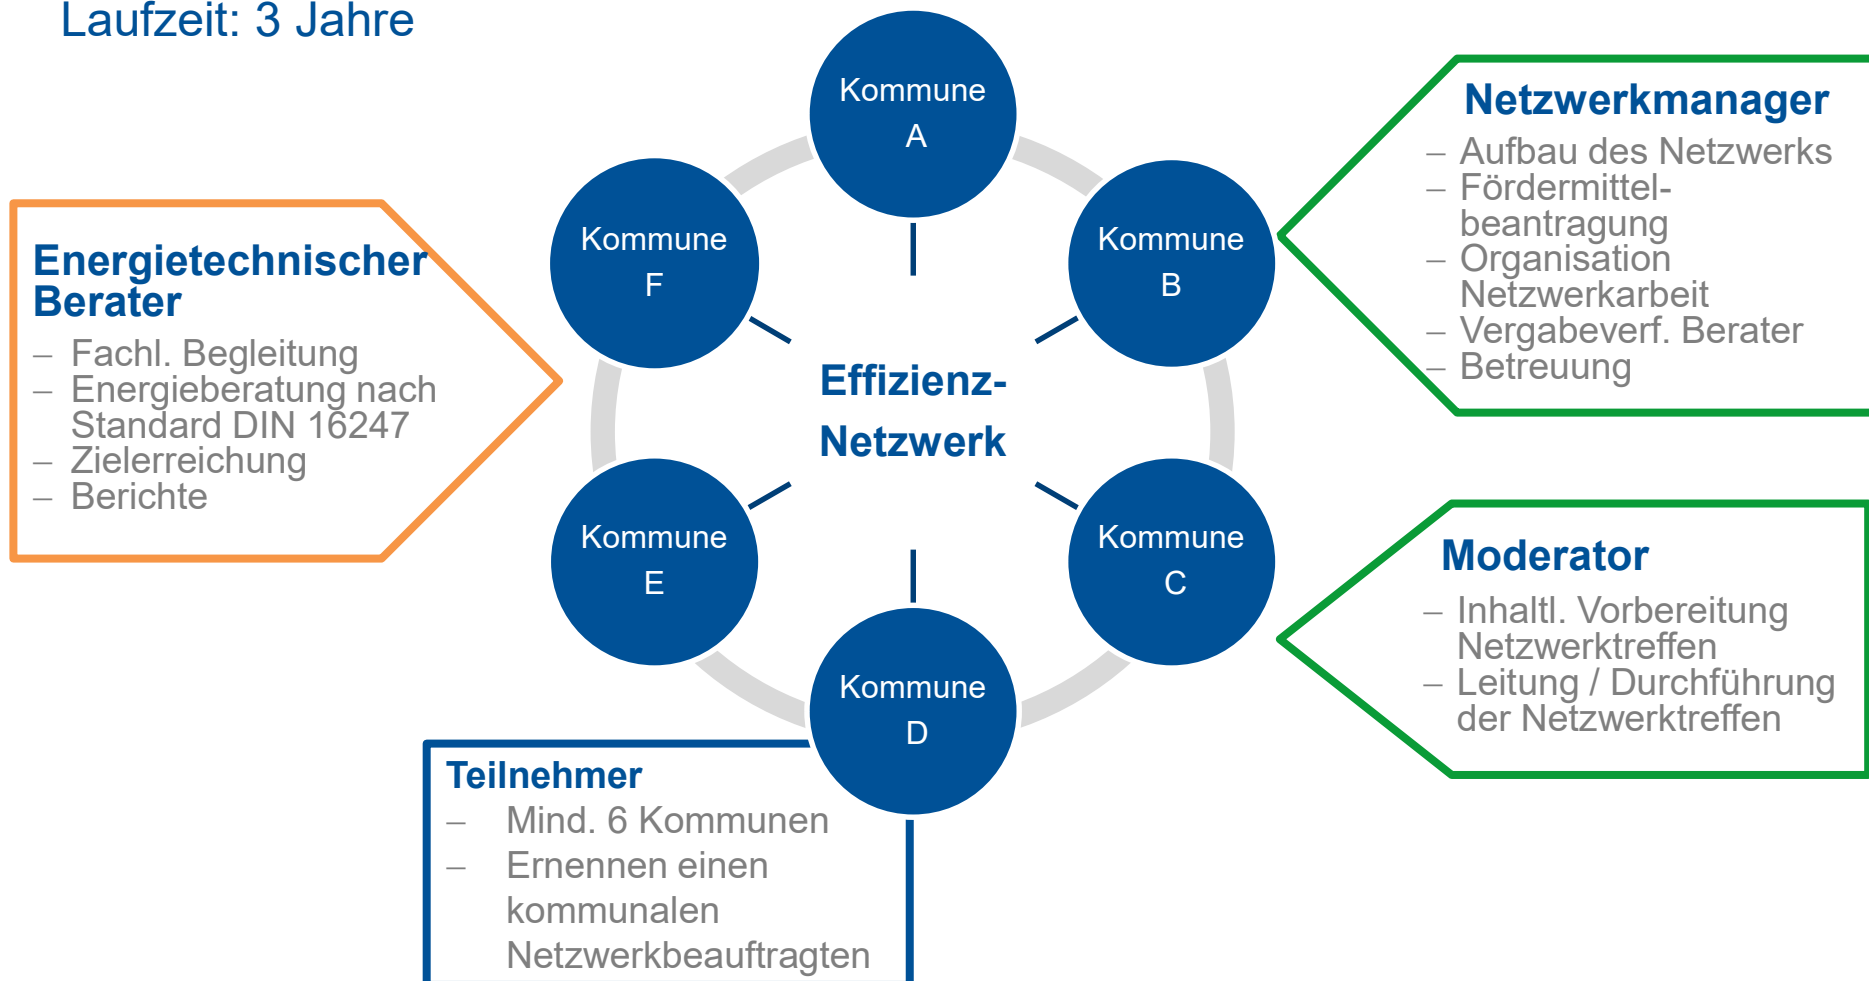 Laufzeit: 3 Jahre
Kommune
A
Kommune
B
Kommune
C
Kommune
D
Kommune
E
Kommune
F
Effizienz-
Netzwerk
Energietechnischer
Berater
– Fachl. Begleitung
– Energieberatung nach
Standard DIN 16247
– Zielerreichung
– Berichte
Netzwerkmanager
– Aufbau des Netzwerks
– Fördermittel-
beantragung
– Organisation
Netzwerkarbeit
– Vergabeverf. Berater
– Betreuung
Moderator
– Inhaltl. Vorbereitung
Netzwerktreffen
– Leitung / Durchführung
der Netzwerktreffen
Teilnehmer
– Mind. 6 Kommunen
– Ernennen einen
kommunalen
Netzwerkbeauftragten